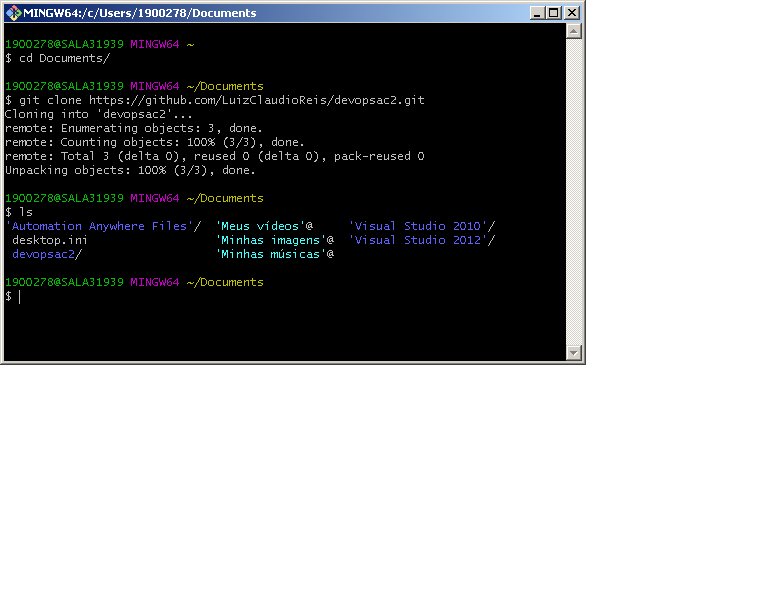 MINGW64:/c/Users/1900278/Documents
1900278@SALA31939 MINGW64 ~
$ cd Documents/
1900278@SALA31939 MINGW64 ~/Documents
$ git clone https://github.com/LuizClaudioReis/devopsac2.git
Cloning into 'devopsac2'...
remote: Enumerating objects: 3, done.
remote: Counting objects: 100% (3/3), done.
remote: Total 3 (delta 0), reused 0 (delta 0), pack-reused 0
Unpacking objects: 100% (3/3), done.
1900278@SALA31939 MINGW64 ~/Documents
$ ls
'Automation Anywhere Files'/  'Meus vídeos'@     'Visual Studio 2010'/
 desktop.ini                  'Minhas imagens'@  'Visual Studio 2012'/
 devopsac2/                   'Minhas músicas'@
1900278@SALA31939 MINGW64 ~/Documents
$